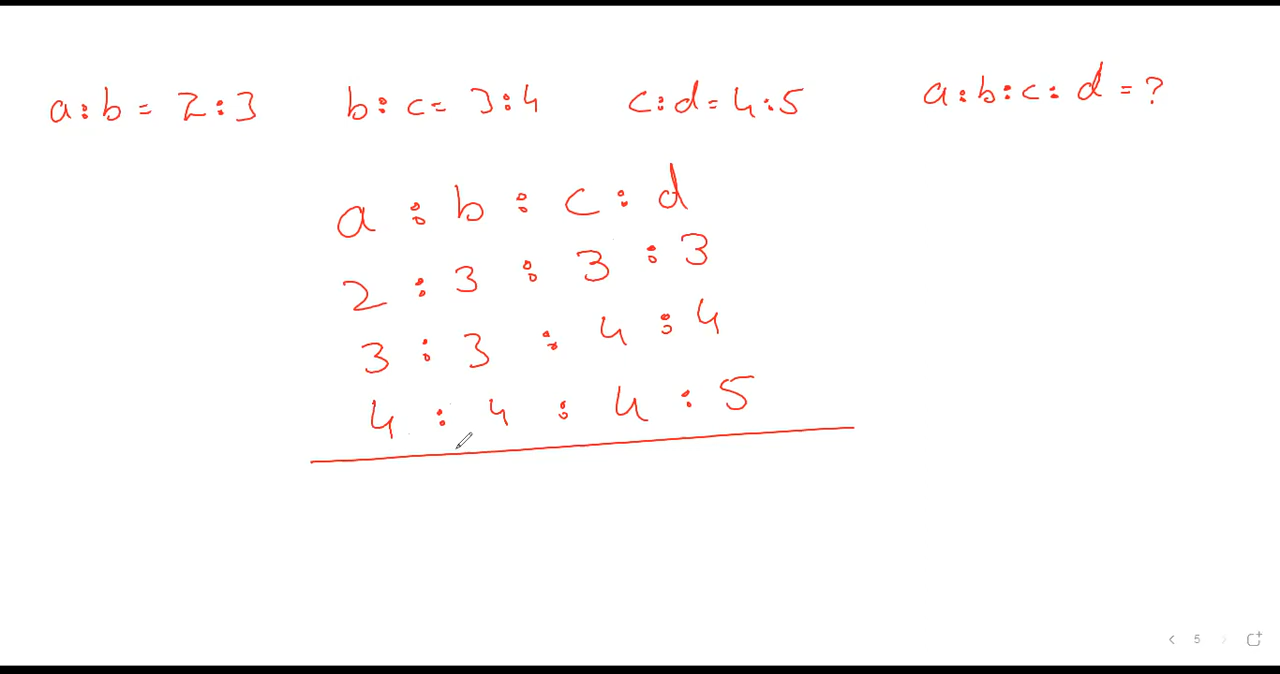 a:b = 2:3 b:c = 3:4 c:d = 4:5 a:b:c:d = ?
a : b : c : d
2 : 3 : 3 : 3
3 : 3 : 4 : 4
4 : 4 : 4 : 5
5